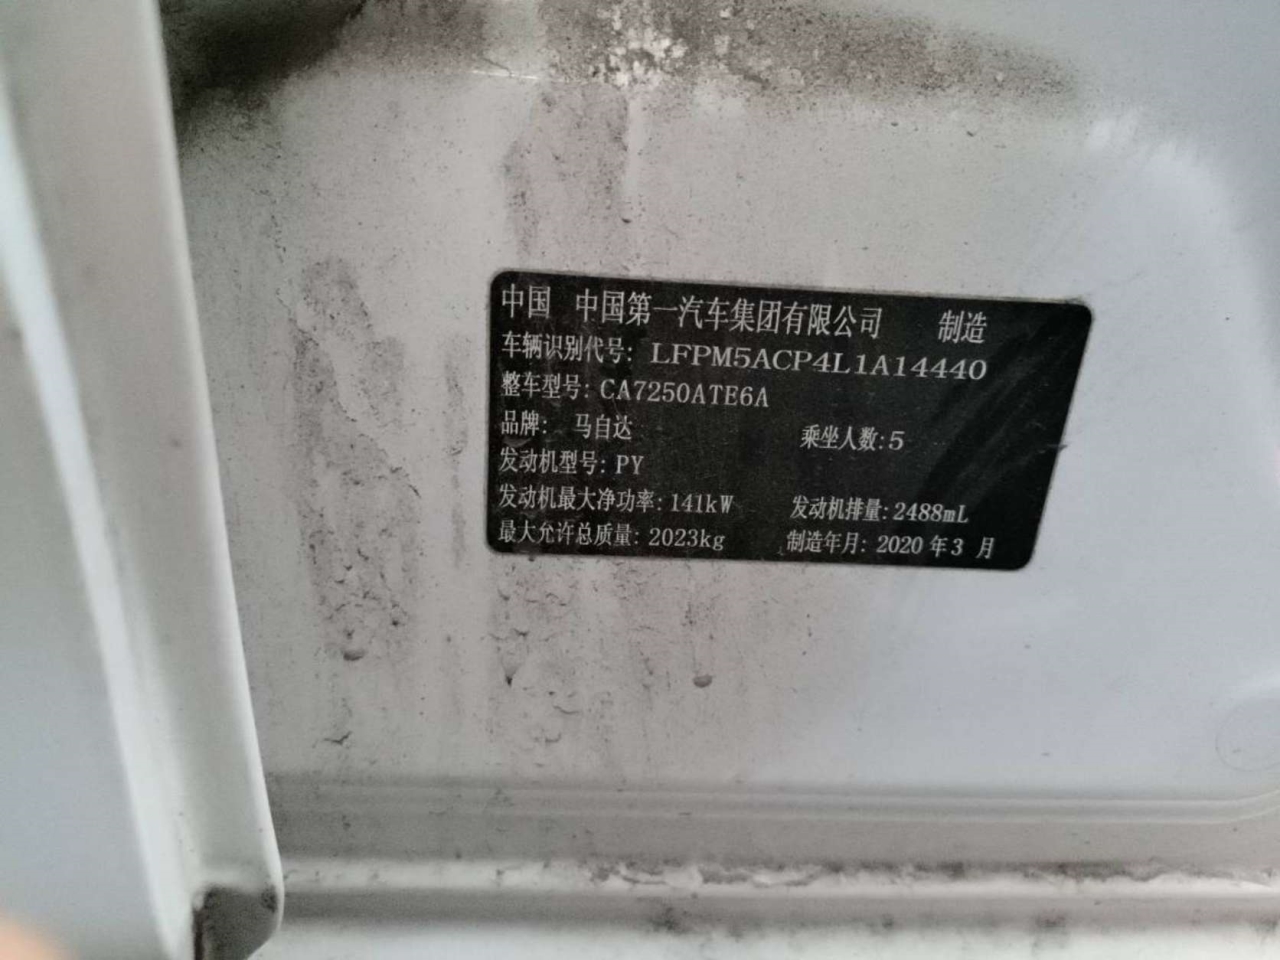 中国 中国第一汽车集团有限公司 制造
车辆识别代号: LFPM5ACP4L1A14440
整车型号: CA7250ATE6A
品牌: 马自达 乘坐人数: 5
发动机型号: PY
发动机最大净功率: 141kW 发动机排量: 2488mL
最大允许总质量: 2023kg 制造年月: 2020 年 3 月